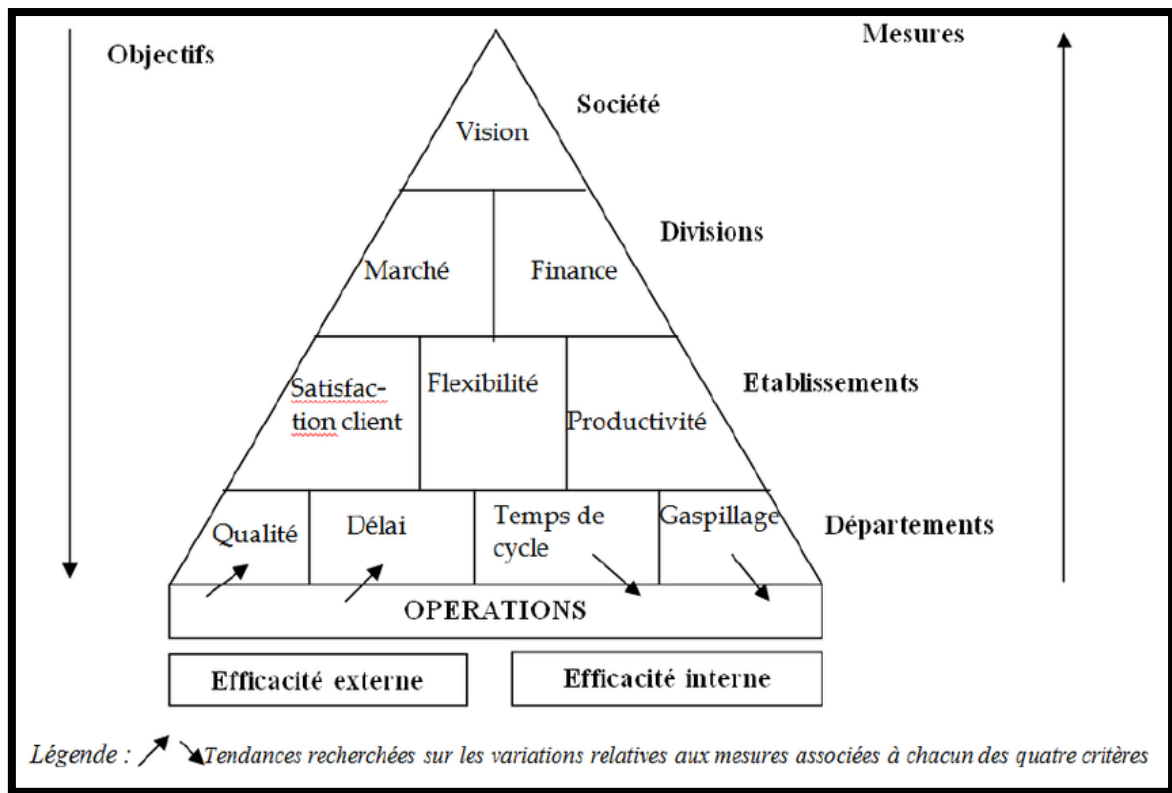 Objectifs
Mesures
Société
Vision
Divisions
Marché
Finance
Etablissements
Satisfac-
tion client
Flexibilité
Productivité
Départements
Qualité
Délai
Temps de
cycle
Gaspillage
OPERATIONS
Efficacité externe
Efficacité interne
Légende : Tendances recherchées sur les variations relatives aux mesures associées à chacun des quatre critères